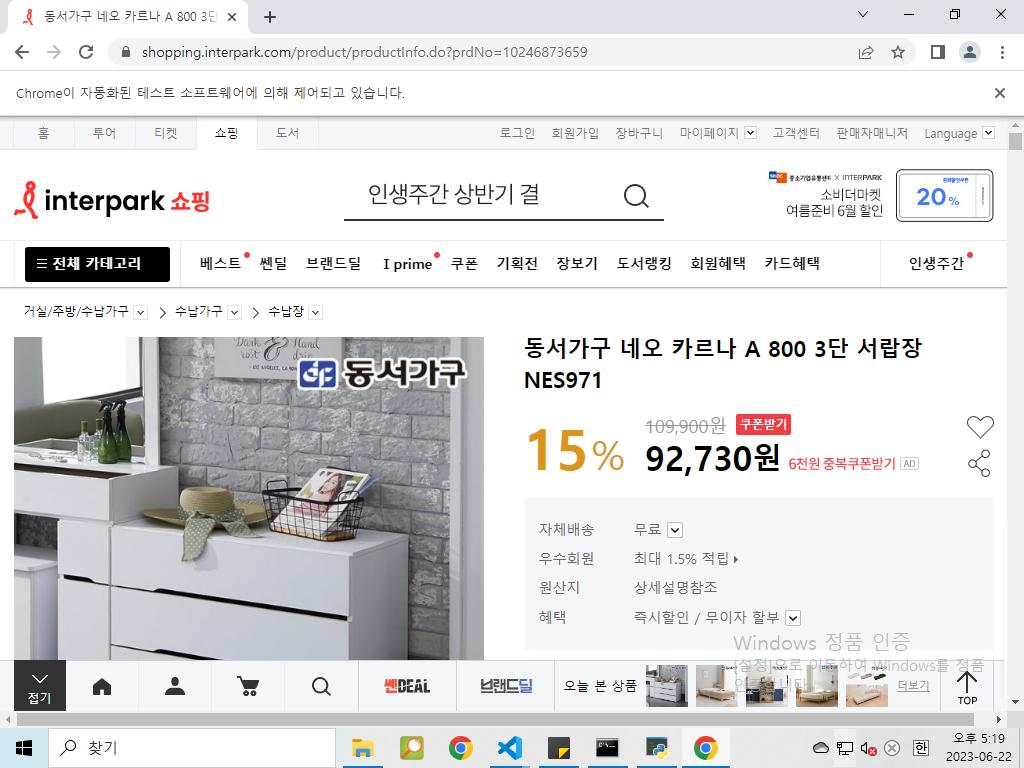 동서가구 네오 카르나 A 800 3단
shopping.interpark.com/product/productInfo.do?prdNo=10246873659
Chrome이 자동화된 테스트 소프트웨어에 의해 제어되고 있습니다.
홈 투어 티켓 쇼핑 도서 로그인 회원가입 장바구니 마이페이지 고객센터 판매자매니저 Language
interpark 쇼핑
인생주간 상반기 결
중소기업유통센터 X INTERPARK
소비더마켓
여름준비 6월 할인
20%
전체 카테고리 베스트 쎈딜 브랜드딜 I prime 쿠폰 기획전 장보기 도서랭킹 회원혜택 카드혜택 인생주간
거실/주방/수납가구 수납가구 수납장
동서가구
동서가구 네오 카르나 A 800 3단 서랍장
NES971
15%
109,900원 쿠폰받기
92,730원 6천원 중복쿠폰받기 AD
자체배송 무료
우수회원 최대 1.5% 적립
원산지 상세설명참조
혜택 즉시할인 / 무이자 할부
Windows 정품 인증
[설정]으로 이동하여 Windows를 정품
접기
쎈DEAL
브랜드딜
오늘 본 상품
더보기
TOP
찾기
한
오후 5:19
2023-06-22